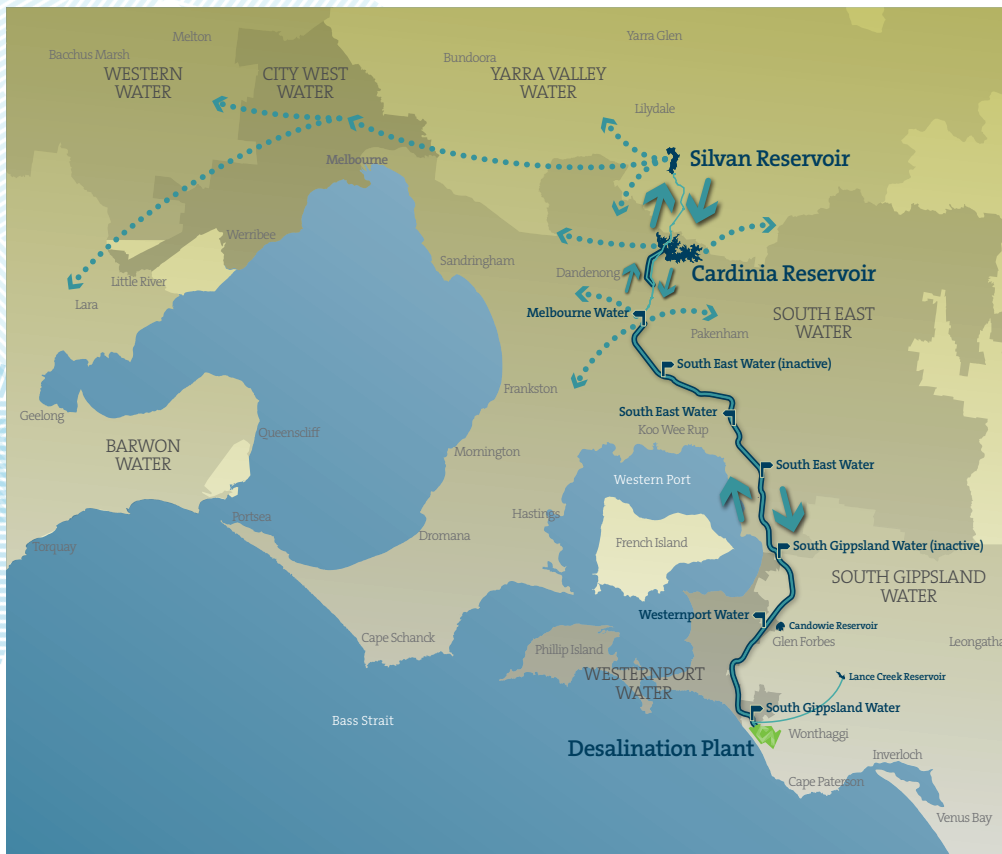 Melton
Yarra Glen
Bacchus Marsh
Bundoora
WESTERN
WATER
CITY WEST
WATER
YARRA VALLEY
WATER
Lilydale
Melbourne
Silvan Reservoir
Werribee
Sandringham
Dandenong
Cardinia Reservoir
Little River
Lara
Melbourne Water
SOUTH EAST
WATER
Pakenham
South East Water (inactive)
Frankston
Geelong
South East Water
Koo Wee Rup
Queenscliff
BARWON
WATER
Mornington
South East Water
Western Port
Hastings
Portsea
Dromana
French Island
Torquay
South Gippsland Water (inactive)
SOUTH GIPPSLAND
WATER
Westernport Water
Candowie Reservoir
Cape Schanck
Glen Forbes
Leongatha
Phillip Island
WESTERNPORT
WATER
Lance Creek Reservoir
Bass Strait
South Gippsland Water
Wonthaggi
Desalination Plant
Inverloch
Cape Paterson
Venus Bay